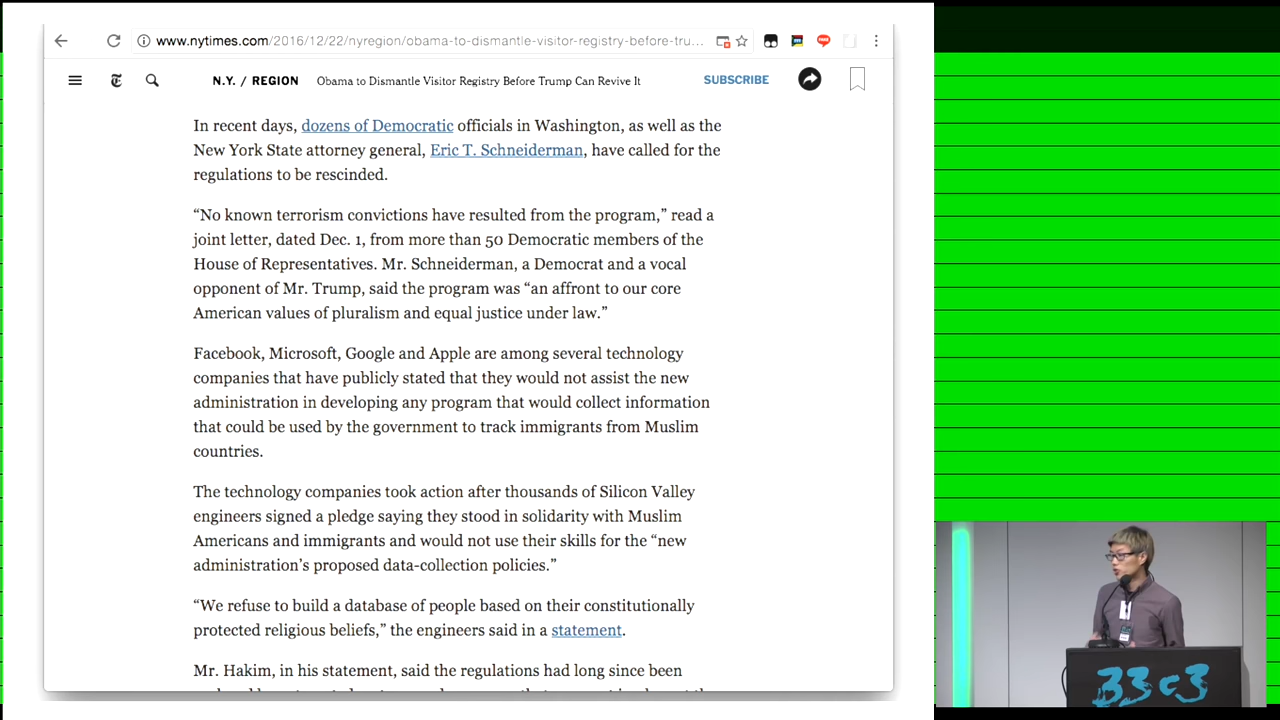 www.nytimes.com/2016/12/22/nyregion/obama-to-dismantle-visitor-registry-before-tru...
N.Y. / REGION Obama to Dismantle Visitor Registry Before Trump Can Revive It SUBSCRIBE
In recent days, dozens of Democratic officials in Washington, as well as the
New York State attorney general, Eric T. Schneiderman, have called for the
regulations to be rescinded.
“No known terrorism convictions have resulted from the program,” read a
joint letter, dated Dec. 1, from more than 50 Democratic members of the
House of Representatives. Mr. Schneiderman, a Democrat and a vocal
opponent of Mr. Trump, said the program was “an affront to our core
American values of pluralism and equal justice under law.”
Facebook, Microsoft, Google and Apple are among several technology
companies that have publicly stated that they would not assist the new
administration in developing any program that would collect information
that could be used by the government to track immigrants from Muslim
countries.
The technology companies took action after thousands of Silicon Valley
engineers signed a pledge saying they stood in solidarity with Muslim
Americans and immigrants and would not use their skills for the “new
administration’s proposed data-collection policies.”
“We refuse to build a database of people based on their constitutionally
protected religious beliefs,” the engineers said in a statement.
Mr. Hakim, in his statement, said the regulations had long since been
33c3